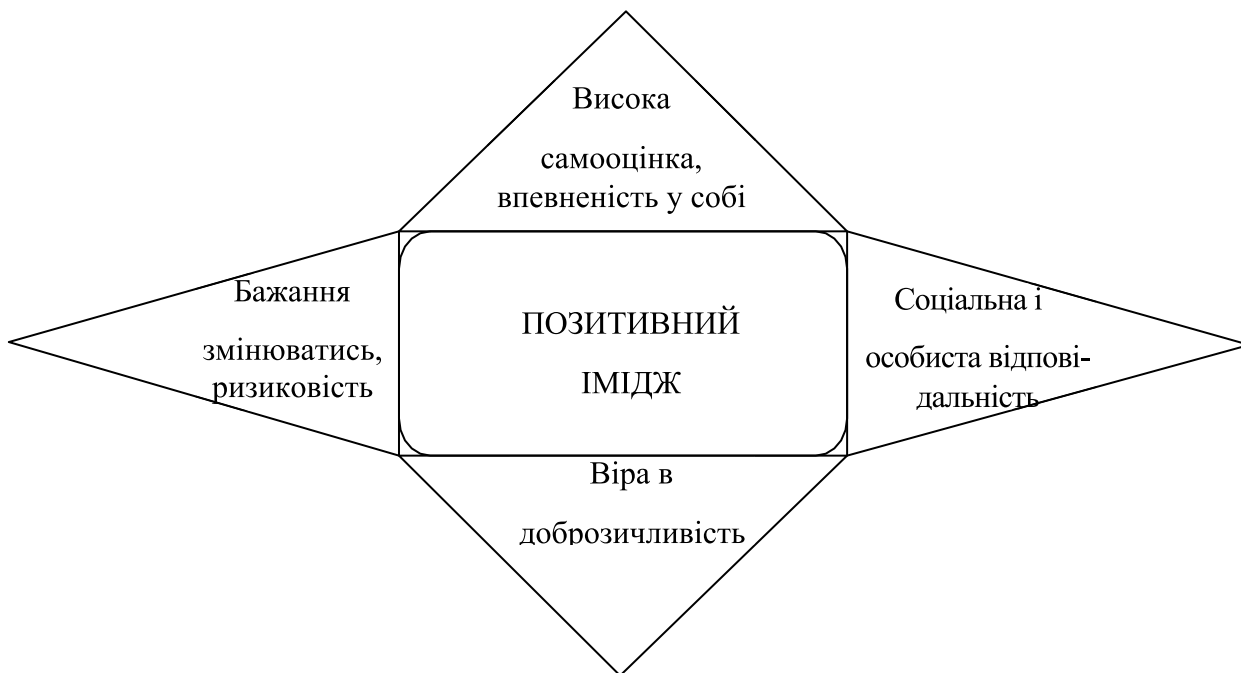 Висока
самооцінка,
впевненість у собі
Бажання
змінюватись,
ризиковість
ПОЗИТИВНИЙ
ІМІДЖ
Соціальна і
особиста відпові-
дальність
Віра в
доброзичливість